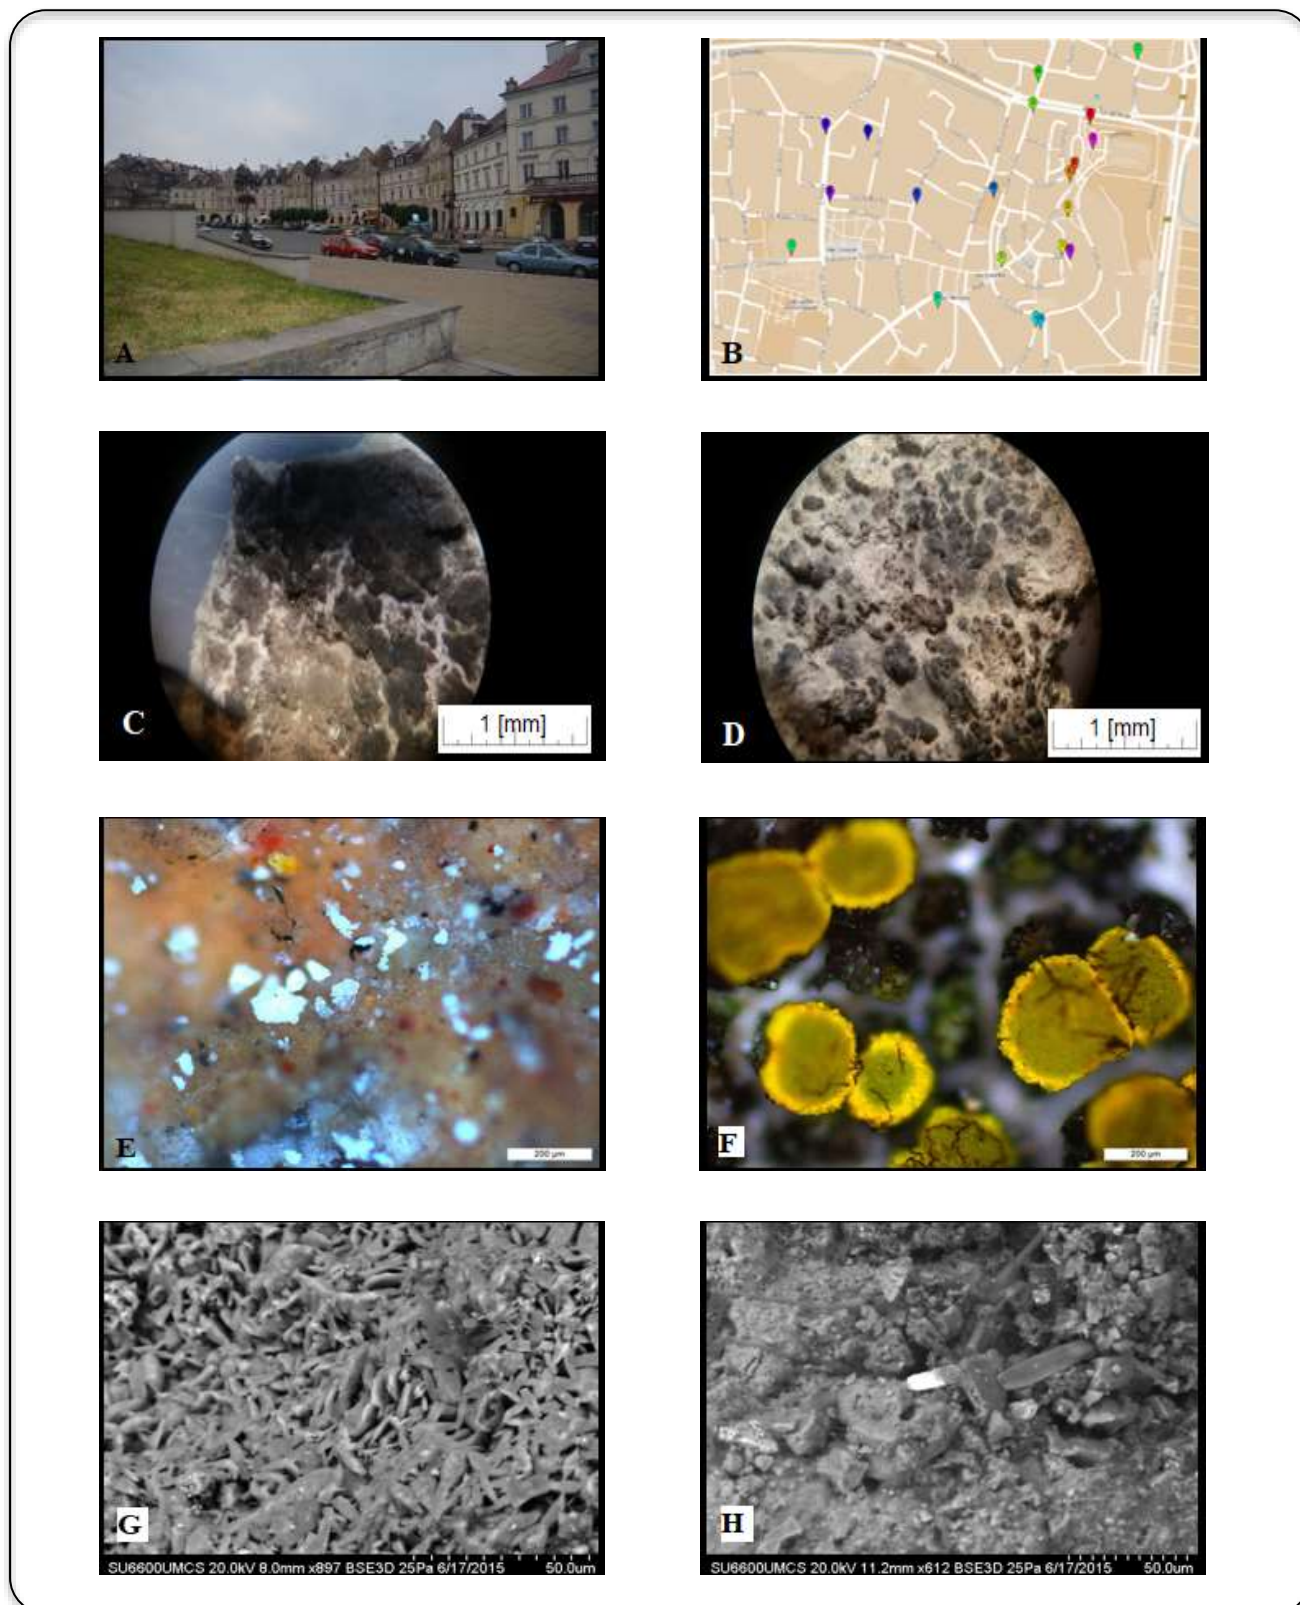 A
B
C
1 [mm]
D
1 [mm]
E
200 µm
F
200 µm
G
SU6600UMCS 20.0kV 8.0mm x897 BSE3D 25Pa 6/17/2015 50.0um
H
SU6600UMCS 20.0kV 11.2mm x612 BSE3D 25Pa 6/17/2015 50.0um